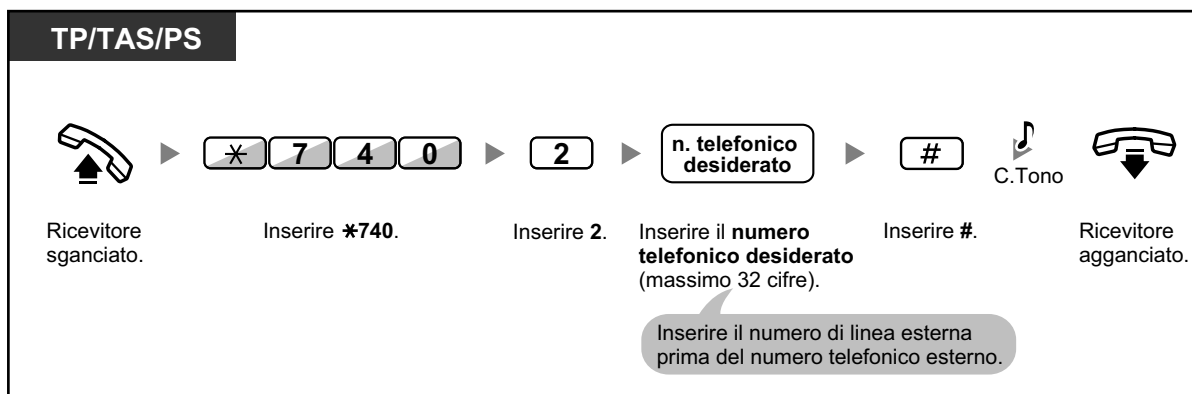 TP/TAS/PS
* 7 4 0
2
n. telefonico
desiderato
#
C.Tono
Ricevitore
sganciato.
Inserire *740.
Inserire 2.
Inserire il numero
telefonico desiderato
(massimo 32 cifre).
Inserire #.
Ricevitore
agganciato.
Inserire il numero di linea esterna
prima del numero telefonico esterno.